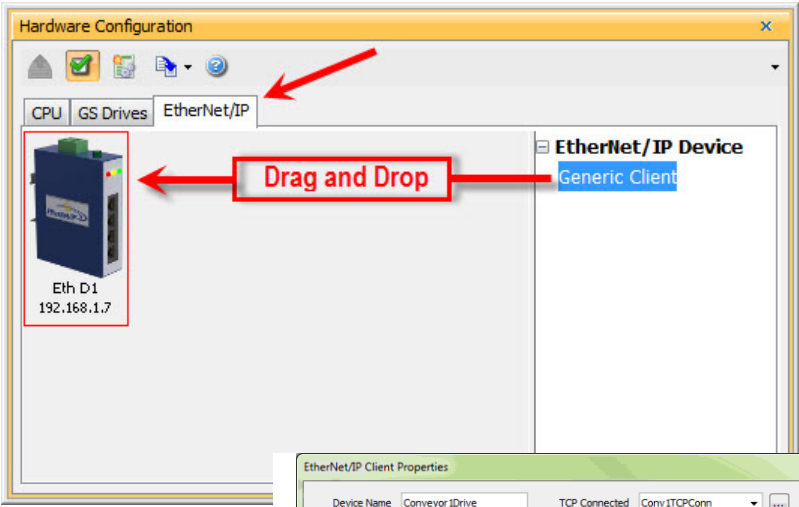 Hardware Configuration
CPU
GS Drives
EtherNet/IP
EtherNet/IP Device
Generic Client
Drag and Drop
Eth D1
192.168.1.7
EtherNet/IP Client Properties
Device Name Conveyor1Drive TCP Connected Conv1TCPConn ...